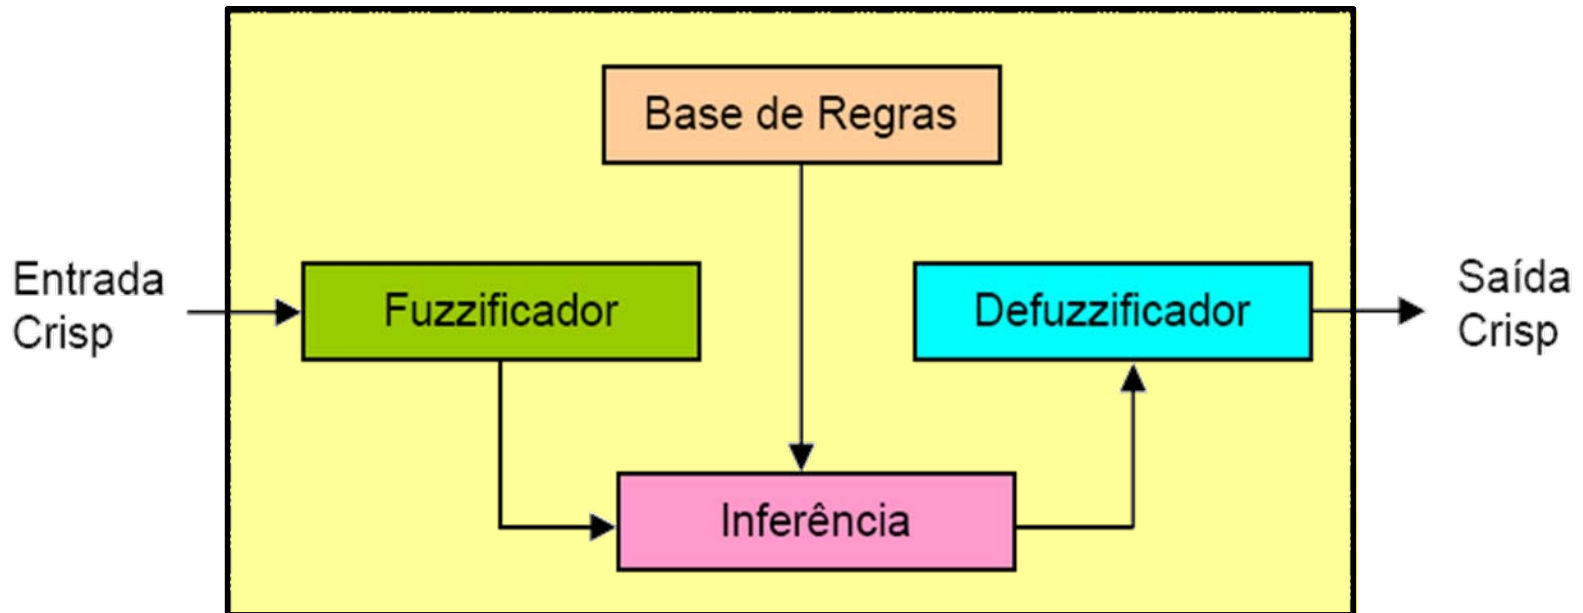 Base de Regras
Entrada
Crisp
Fuzzificador
Defuzzificador
Saída
Crisp
Inferência